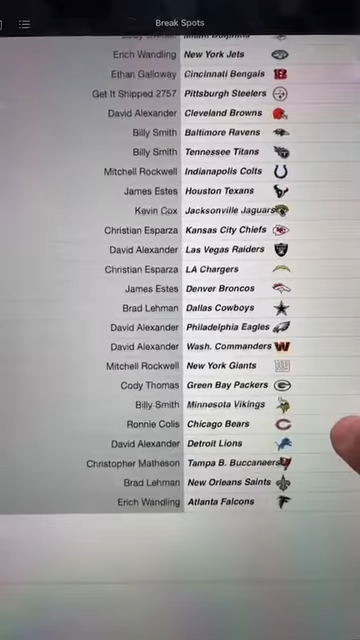 Break Spots
Miami Dolphins
Erich Wandling New York Jets
Ethan Galloway Cincinnati Bengals
Get It Shipped 2757 Pittsburgh Steelers
David Alexander Cleveland Browns
Billy Smith Baltimore Ravens
Billy Smith Tennessee Titans
Mitchell Rockwell Indianapolis Colts
James Estes Houston Texans
Kevin Cox Jacksonville Jaguars
Christian Esparza Kansas City Chiefs
David Alexander Las Vegas Raiders
Christian Esparza LA Chargers
James Estes Denver Broncos
Brad Lehman Dallas Cowboys
David Alexander Philadelphia Eagles
David Alexander Wash. Commanders
Mitchell Rockwell New York Giants
Cody Thomas Green Bay Packers
Billy Smith Minnesota Vikings
Ronnie Colis Chicago Bears
David Alexander Detroit Lions
Christopher Matheson Tampa B. Buccaneers
Brad Lehman New Orleans Saints
Erich Wandling Atlanta Falcons